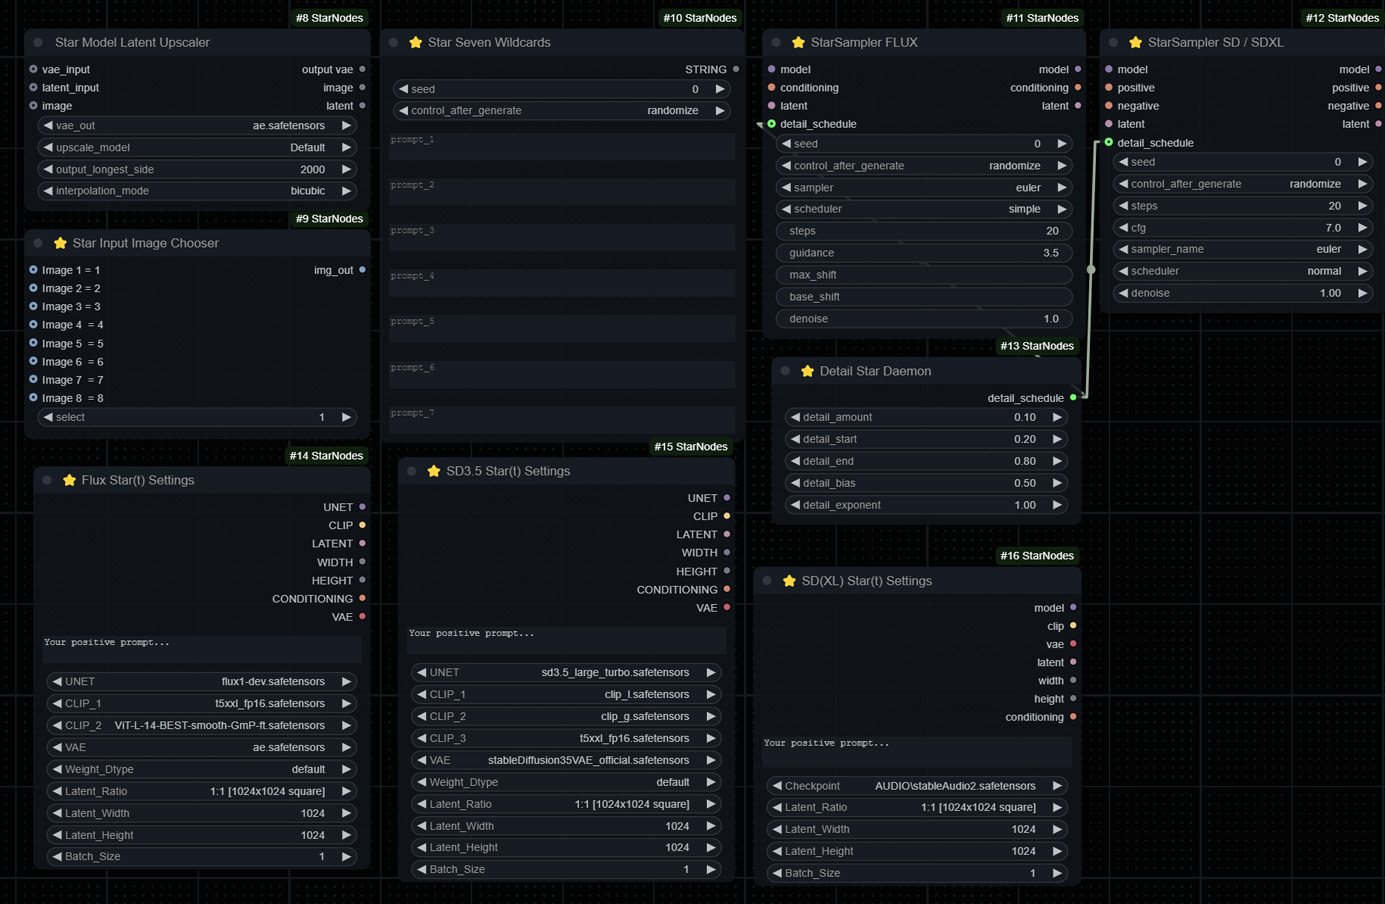 #8 StarNodes
Star Model Latent Upscaler
vae_input output vae
latent_input image
image latent
vae_out ae.safetensors
upscale_model Default
output_longest_side 2000
interpolation_mode bicubic
#9 StarNodes
Star Input Image Chooser
Image 1 = 1 img_out
Image 2 = 2
Image 3 = 3
Image 4 = 4
Image 5 = 5
Image 6 = 6
Image 7 = 7
Image 8 = 8
select 1
#10 StarNodes
Star Seven Wildcards
STRING
seed 0
control_after_generate randomize
prompt_1
prompt_2
prompt_3
prompt_4
prompt_5
prompt_6
prompt_7
#11 StarNodes
StarSampler FLUX
model model
conditioning conditioning
latent latent
detail_schedule
seed 0
control_after_generate randomize
sampler euler
scheduler simple
steps 20
guidance 3.5
max_shift
base_shift
denoise 1.0
#12 StarNodes
StarSampler SD / SDXL
model model
positive positive
negative negative
latent latent
detail_schedule
seed 0
control_after_generate randomize
steps 20
cfg 7.0
sampler_name euler
scheduler normal
denoise 1.00
#13 StarNodes
Detail Star Daemon
detail_schedule
detail_amount 0.10
detail_start 0.20
detail_end 0.80
detail_bias 0.50
detail_exponent 1.00
#14 StarNodes
Flux Star(t) Settings
UNET
CLIP
LATENT
WIDTH
HEIGHT
CONDITIONING
VAE
Your positive prompt...
UNET flux1-dev.safetensors
CLIP_1 t5xxl_fp16.safetensors
CLIP_2 ViT-L-14-BEST-smooth-GmP-ft.safetensors
VAE ae.safetensors
Weight_Dtype default
Latent_Ratio 1:1 [1024x1024 square]
Latent_Width 1024
Latent_Height 1024
Batch_Size 1
#15 StarNodes
SD3.5 Star(t) Settings
UNET
CLIP
LATENT
WIDTH
HEIGHT
CONDITIONING
VAE
Your positive prompt...
UNET sd3.5_large_turbo.safetensors
CLIP_1 clip_l.safetensors
CLIP_2 clip_g.safetensors
CLIP_3 t5xxl_fp16.safetensors
VAE stableDiffusion35VAE_official.safetensors
Weight_Dtype default
Latent_Ratio 1:1 [1024x1024 square]
Latent_Width 1024
Latent_Height 1024
Batch_Size 1
#16 StarNodes
SD(XL) Star(t) Settings
model
clip
vae
latent
width
height
conditioning
Your positive prompt...
Checkpoint AUDIO\stableAudio2.safetensors
Latent_Ratio 1:1 [1024x1024 square]
Latent_Width 1024
Latent_Height 1024
Batch_Size 1